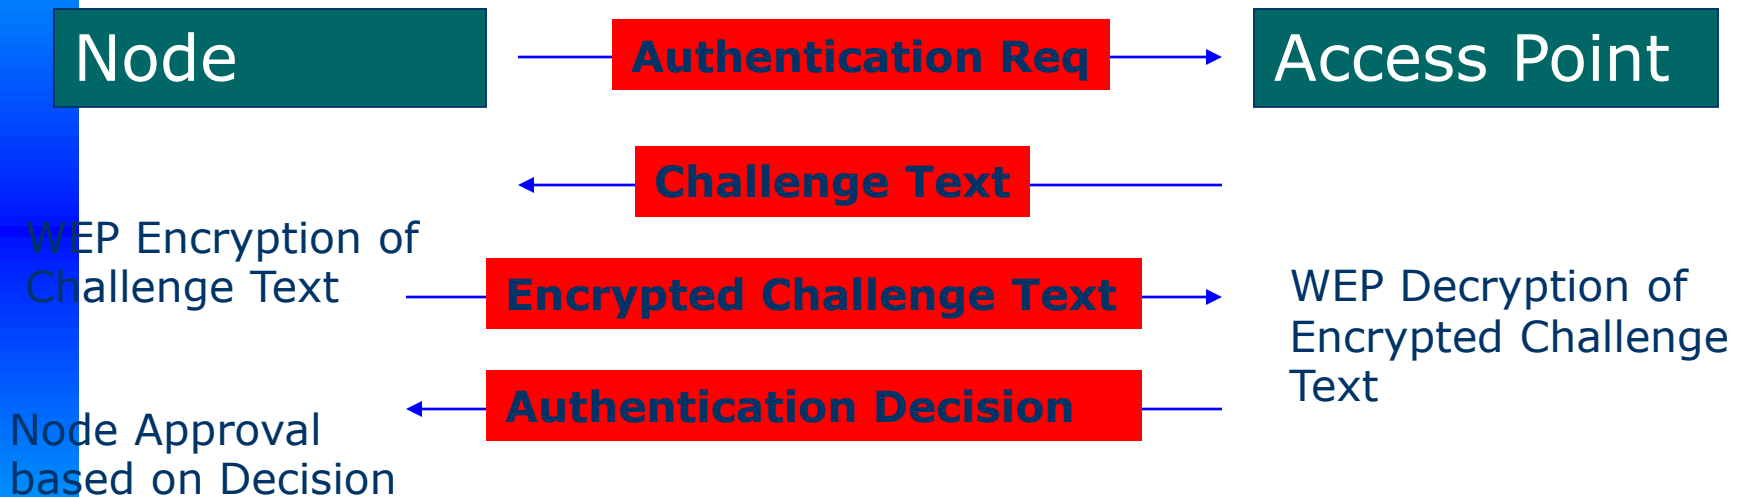 Node
Authentication Req
Access Point
Challenge Text
WEP Encryption of
Challenge Text
Encrypted Challenge Text
WEP Decryption of
Encrypted Challenge
Text
Authentication Decision
Node Approval
based on Decision